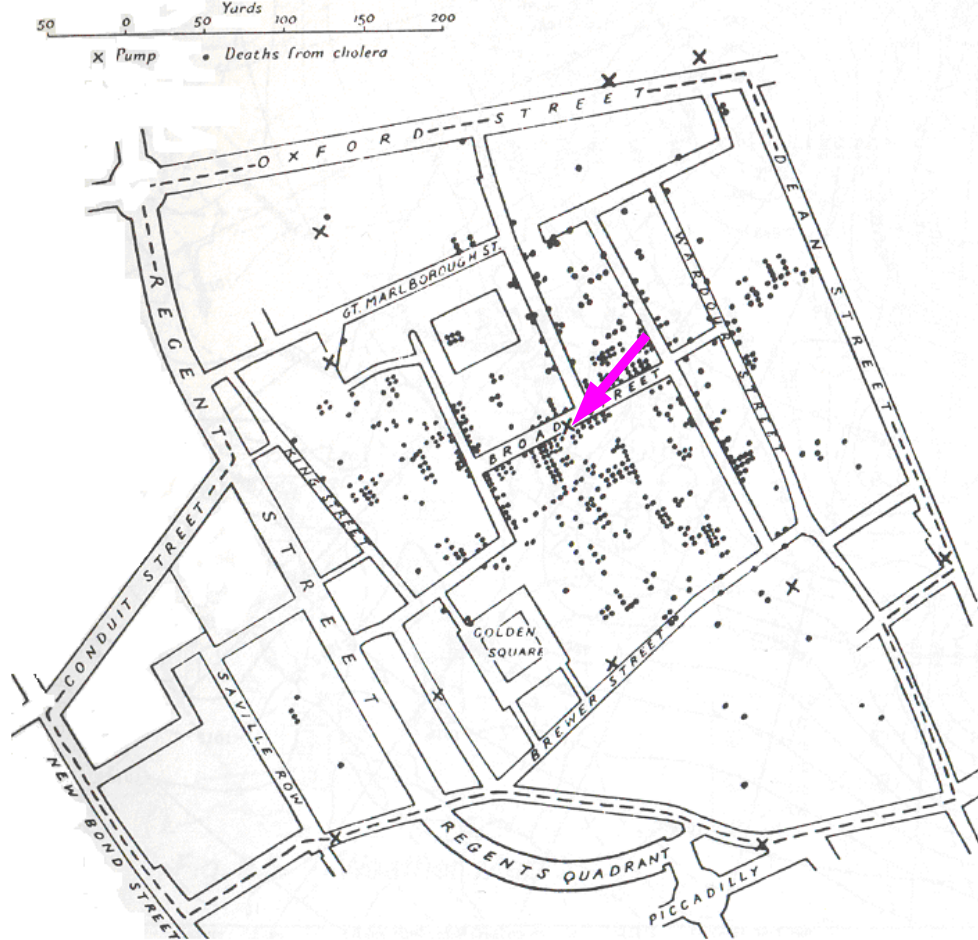 Yards
50 0 50 100 150 200
x Pump • Deaths from cholera
OXFORD STREET
DEAN STREET
REGENT STREET
GT. MARLBOROUGH ST.
WARDOUR STREET
BROAD STREET
KING STREET
CONDUIT STREET
GOLDEN
SQUARE
BREWER STREET
SAVILLE ROW
NEW BOND STREET
REGENTS QUADRANT
PICCADILLY